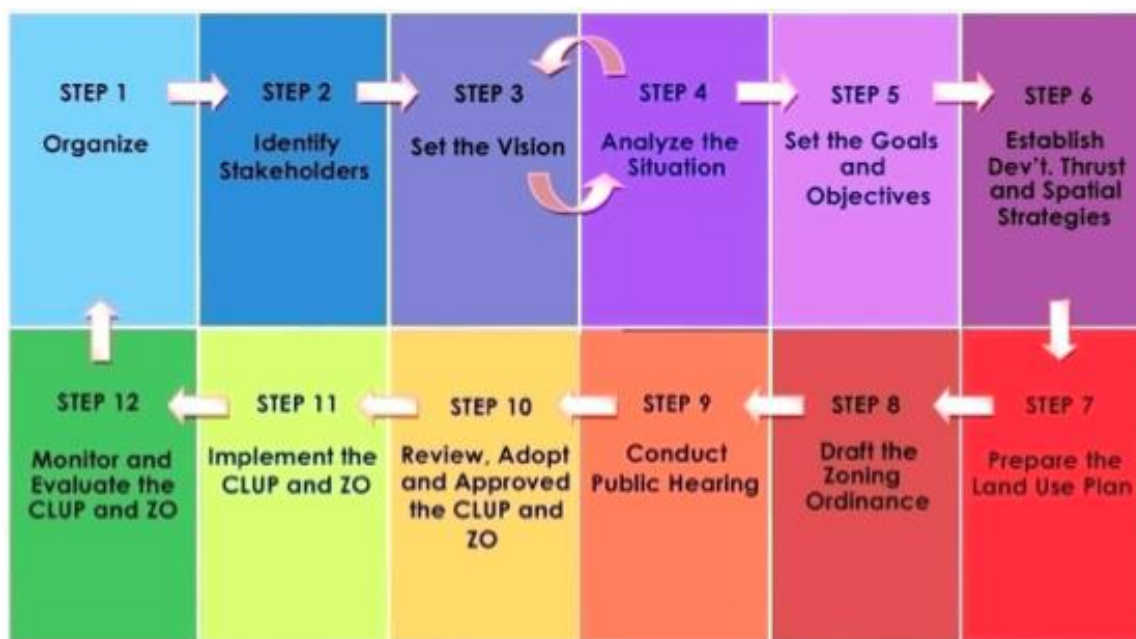 STEP 1
Organize
STEP 2
Identify
Stakeholders
STEP 3
Set the Vision
STEP 4
Analyze the
Situation
STEP 5
Set the Goals
and
Objectives
STEP 6
Establish
Dev't. Thrust
and Spatial
Strategies
STEP 7
Prepare the
Land Use Plan
STEP 8
Draft the
Zoning
Ordinance
STEP 9
Conduct
Public Hearing
STEP 10
Review, Adopt
and Approved
the CLUP and
ZO
STEP 11
Implement the
CLUP and ZO
STEP 12
Monitor and
Evaluate the
CLUP and ZO